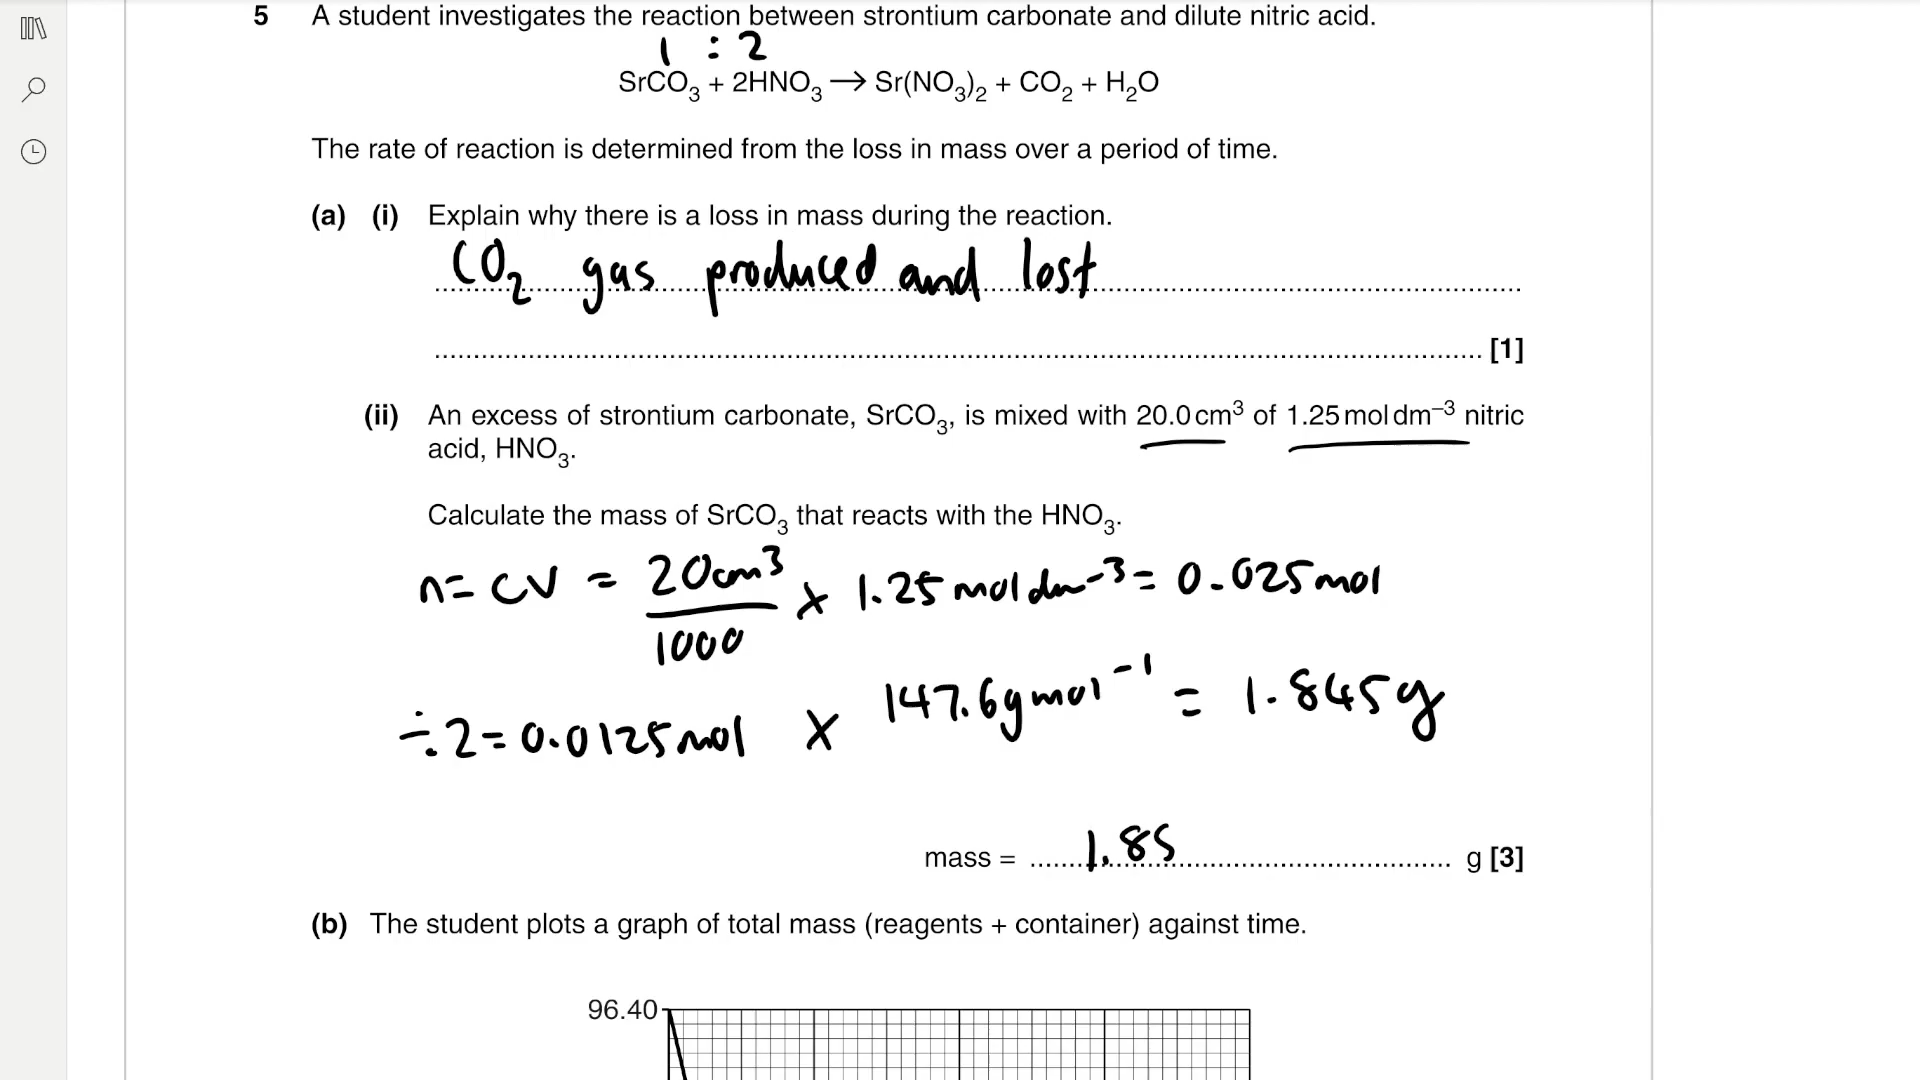 5 A student investigates the reaction between strontium carbonate and dilute nitric acid.
1 : 2
SrCO₃ + 2HNO₃ ⟶ Sr(NO₃)₂ + CO₂ + H₂O
The rate of reaction is determined from the loss in mass over a period of time.
(a) (i) Explain why there is a loss in mass during the reaction.
CO₂ gas produced and lost
[1]
(ii) An excess of strontium carbonate, SrCO₃, is mixed with 20.0 cm³ of 1.25 mol dm⁻³ nitric
acid, HNO₃.
Calculate the mass of SrCO₃ that reacts with the HNO₃.
n = CV = 20cm³/1000 × 1.25 mol dm⁻³ = 0.025 mol
÷2 = 0.0125 mol × 147.6 g mol⁻¹ = 1.845 g
mass = 1.85 g [3]
(b) The student plots a graph of total mass (reagents + container) against time.
96.40